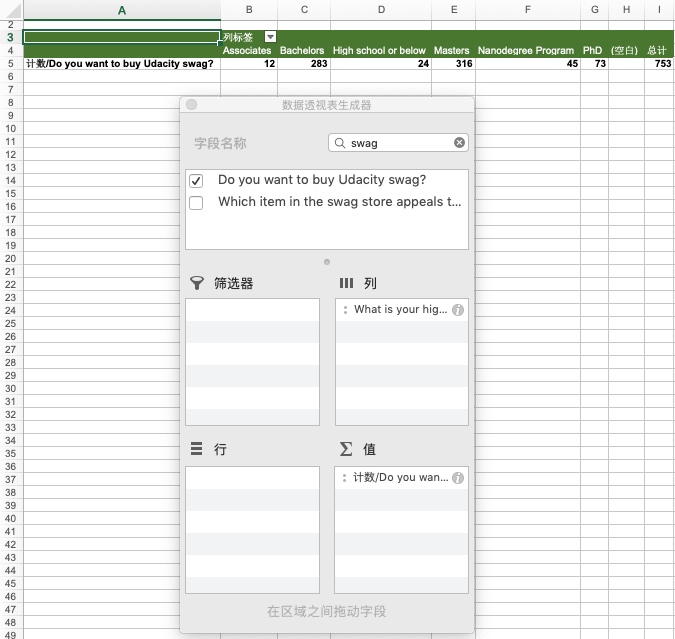 A B C D E F G H I
2
3 列标签
4 Associates Bachelors High school or below Masters Nanodegree Program PhD (空白) 总计
5 计数/Do you want to buy Udacity swag? 12 283 24 316 45 73 753
6
7
8 数据透视表生成器
9
10
11 字段名称 swag
12
13
14 Do you want to buy Udacity swag?
15
16 Which item in the swag store appeals t...
17
18
19
20
21
22 筛选器 列
23
24 What is your hig...
25
26
27
28
29
30
31
32
33
34
35 行 值
36
37 计数/Do you wan...
38
39
40
41
42
43
44
45
46
47 在区域之间拖动字段
48
49